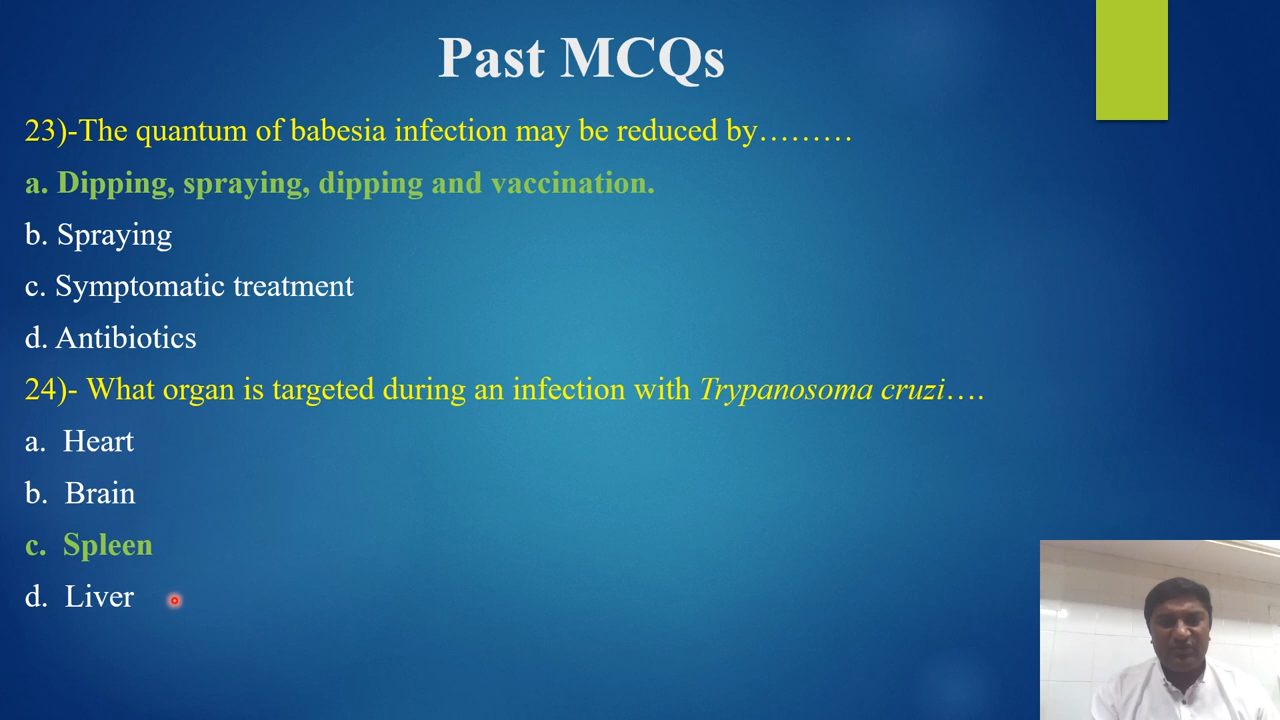 Past MCQs
23)-The quantum of babesia infection may be reduced by………
a. Dipping, spraying, dipping and vaccination.
b. Spraying
c. Symptomatic treatment
d. Antibiotics
24)- What organ is targeted during an infection with Trypanosoma cruzi….
a. Heart
b. Brain
c. Spleen
d. Liver